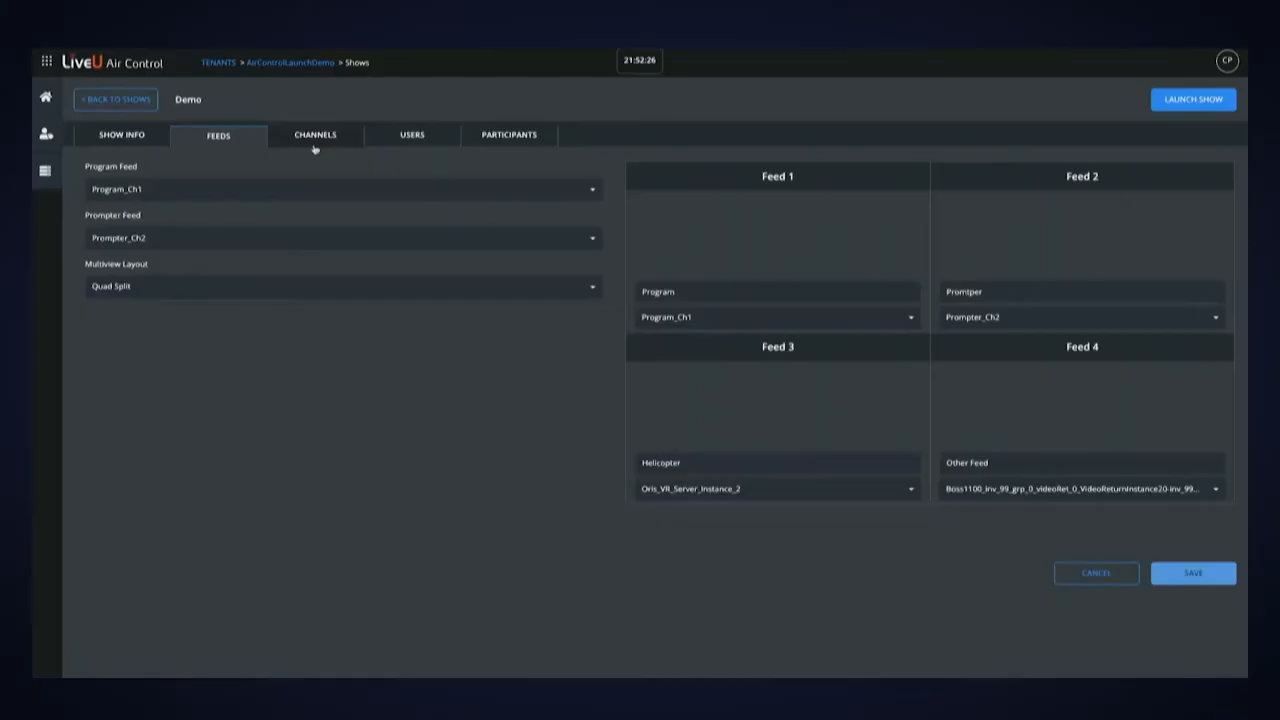 LiveU Air Control
TENANTS > AirControlLaunchDemo > Shows
21:52:26
CP
< BACK TO SHOWS
Demo
LAUNCH SHOW
SHOW INFO
FEEDS
CHANNELS
USERS
PARTICIPANTS
Program Feed
Program_Ch1
Prompter Feed
Prompter_Ch2
Multiview Layout
Quad Split
Feed 1
Feed 2
Program
Promtper
Program_Ch1
Prompter_Ch2
Feed 3
Feed 4
Helicopter
Other Feed
Oris_VR_Server_Instance_2
Boss1100_Inv_99_grp_0_videoRet_0_VideoReturnInstance20-Inv_99...
CANCEL
SAVE